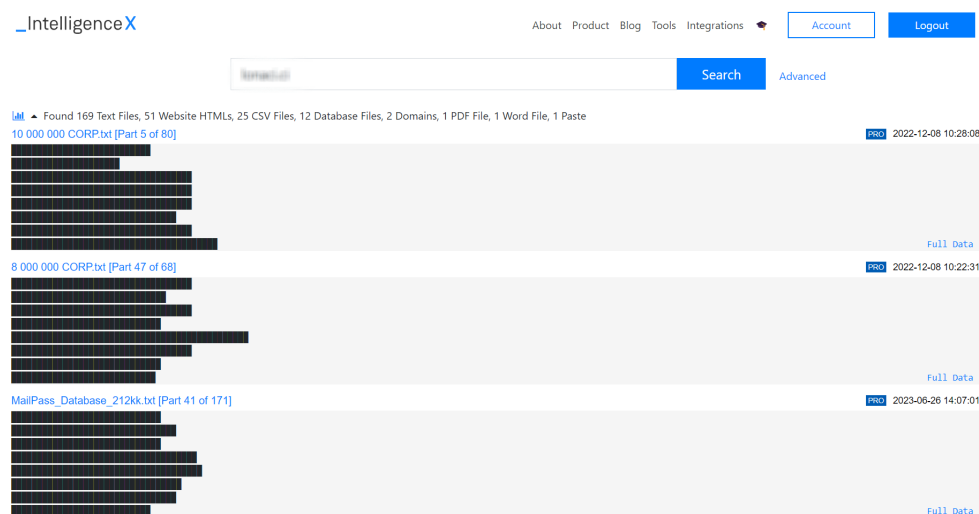 _IntelligenceX
About Product Blog Tools Integrations Account Logout
Search Advanced
Found 169 Text Files, 51 Website HTMLs, 25 CSV Files, 12 Database Files, 2 Domains, 1 PDF File, 1 Word File, 1 Paste
10 000 000 CORP.txt [Part 5 of 80] PRO 2022-12-08 10:28:08
Full Data
8 000 000 CORP.txt [Part 47 of 68] PRO 2022-12-08 10:22:31
Full Data
MailPass_Database_212kk.txt [Part 41 of 171] PRO 2023-06-26 14:07:01
Full Data